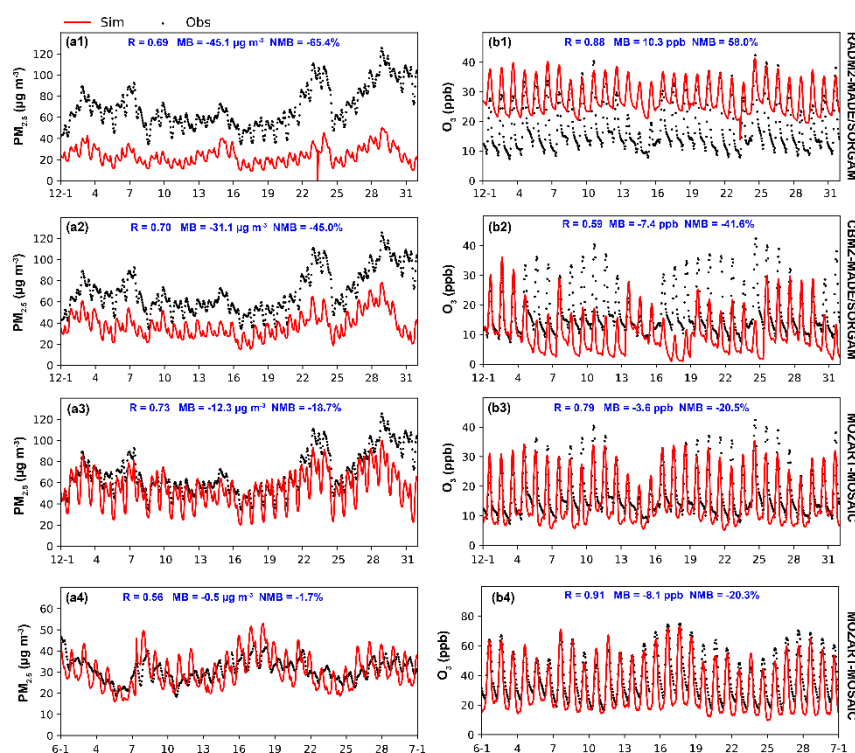 Sim Obs
(a1) R = 0.69 MB = -45.1 µg m⁻³ NMB = -65.4%
PM2.5 (µg m⁻³)
120
100
80
60
40
20
0
12-1 4 7 10 13 16 19 22 25 28 31
(b1) R = 0.88 MB = 10.3 ppb NMB = 58.0%
O3 (ppb)
40
30
20
10
0
12-1 4 7 10 13 16 19 22 25 28 31
RADM2-MADE/SORGAM
(a2) R = 0.70 MB = -31.1 µg m⁻³ NMB = -45.0%
PM2.5 (µg m⁻³)
120
100
80
60
40
20
0
12-1 4 7 10 13 16 19 22 25 28 31
(b2) R = 0.59 MB = -7.4 ppb NMB = -41.6%
O3 (ppb)
40
30
20
10
0
12-1 4 7 10 13 16 19 22 25 28 31
CBMZ-MADE/SORGAM
(a3) R = 0.73 MB = -12.3 µg m⁻³ NMB = -18.7%
PM2.5 (µg m⁻³)
120
100
80
60
40
20
0
12-1 4 7 10 13 16 19 22 25 28 31
(b3) R = 0.79 MB = -3.6 ppb NMB = -20.5%
O3 (ppb)
40
30
20
10
0
12-1 4 7 10 13 16 19 22 25 28 31
MOZART-MOSAIC
(a4) R = 0.56 MB = -0.5 µg m⁻³ NMB = -1.7%
PM2.5 (µg m⁻³)
60
50
40
30
20
10
0
6-1 4 7 10 13 16 19 22 25 28 7-1
(b4) R = 0.91 MB = -8.1 ppb NMB = -20.3%
O3 (ppb)
80
60
40
20
0
6-1 4 7 10 13 16 19 22 25 28 7-1
MOZART-MOSAIC